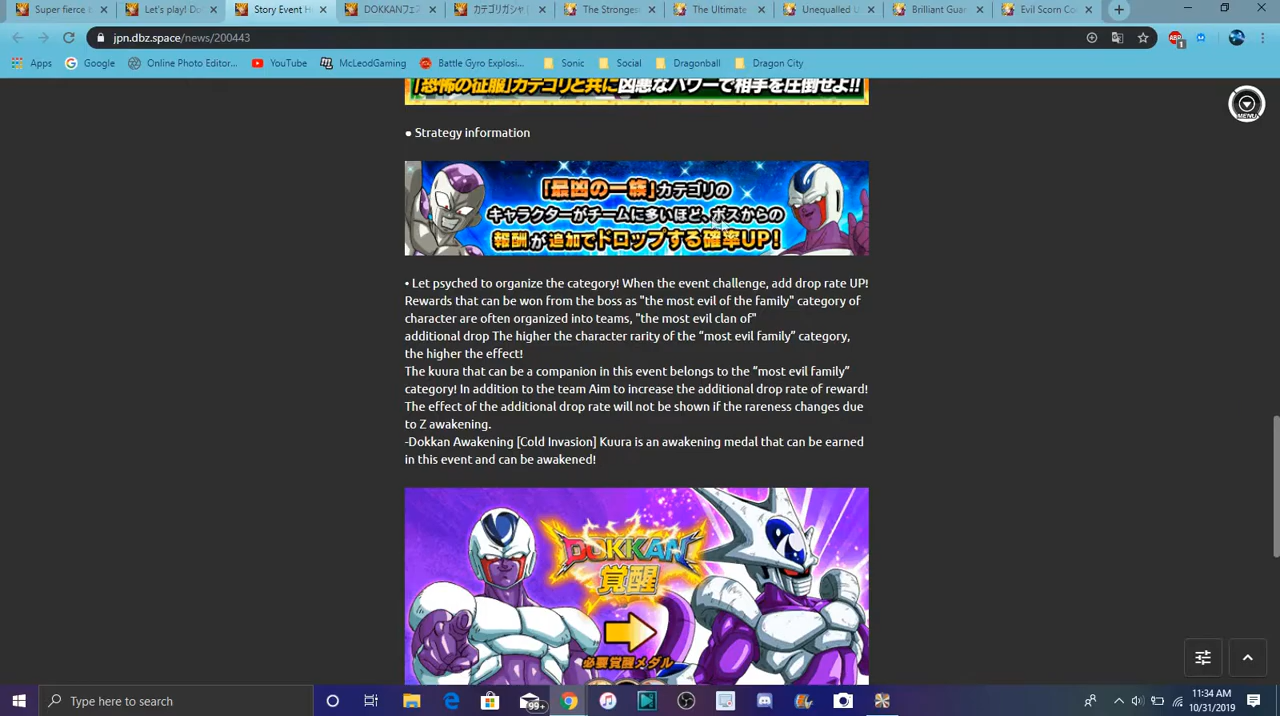 Super fierce b
Let's play! Do
Story Event H
DOKKANフェス
カテゴリガシャ
The Stronges
The Ultimate
Unequalled U
Brilliant Gua
Evil Scorn Co
jpn.dbz.space/news/200443
Apps
Google
Online Photo Editor...
YouTube
McLeodGaming
Battle Gyro Explosi...
Sonic
Social
Dragonball
Dragon City
「恐怖の征服」カテゴリと共に凶悪なパワーで相手を圧倒せよ!!
MENU
● Strategy information
「最凶の一族」カテゴリの
キャラクターがチームに多いほど、ボスからの
報酬が追加でドロップする確率UP!
• Let psyched to organize the category! When the event challenge, add drop rate UP!
Rewards that can be won from the boss as "the most evil of the family" category of
character are often organized into teams, "the most evil clan of"
additional drop The higher the character rarity of the “most evil family” category,
the higher the effect!
The kuura that can be a companion in this event belongs to the “most evil family”
category! In addition to the team Aim to increase the additional drop rate of reward!
The effect of the additional drop rate will not be shown if the rareness changes due
to Z awakening.
-Dokkan Awakening [Cold Invasion] Kuura is an awakening medal that can be earned
in this event and can be awakened!
DOKKAN
覚醒
必要覚醒メダル
Type here to search
99+
11:34 AM
10/31/2019